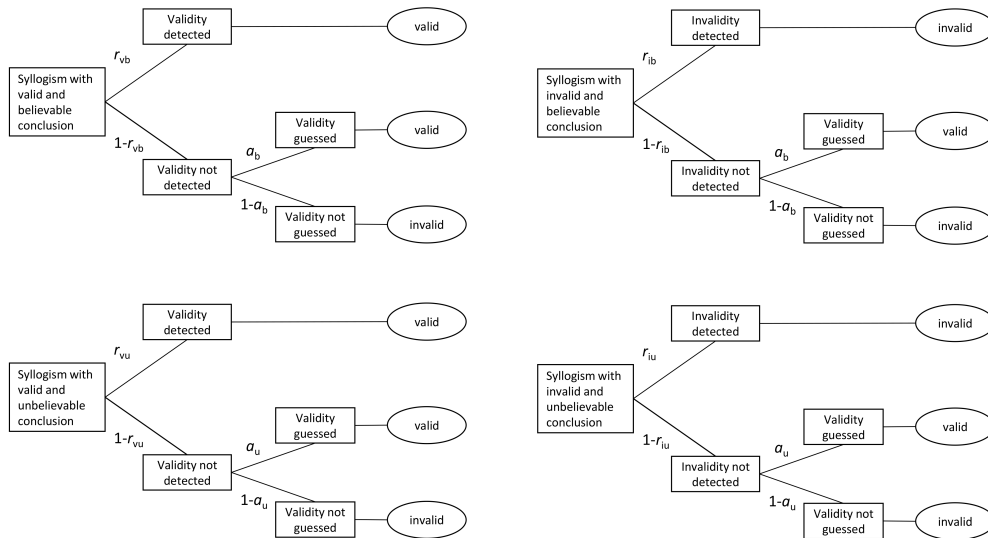 Validity
detected
valid
r_vb
Syllogism with
valid and
believable
conclusion
1-r_vb
Validity
guessed
valid
a_b
Validity not
detected
1-a_b
Validity not
guessed
invalid
Invalidity
detected
invalid
r_ib
Syllogism with
invalid and
believable
conclusion
1-r_ib
Validity
guessed
valid
a_b
Invalidity not
detected
1-a_b
Validity not
guessed
invalid
Validity
detected
valid
r_vu
Syllogism with
valid and
unbelievable
conclusion
1-r_vu
Validity
guessed
valid
a_u
Validity not
detected
1-a_u
Validity not
guessed
invalid
Invalidity
detected
invalid
r_iu
Syllogism with
invalid and
unbelievable
conclusion
1-r_iu
Validity
guessed
valid
a_u
Invalidity not
detected
1-a_u
Validity not
guessed
invalid